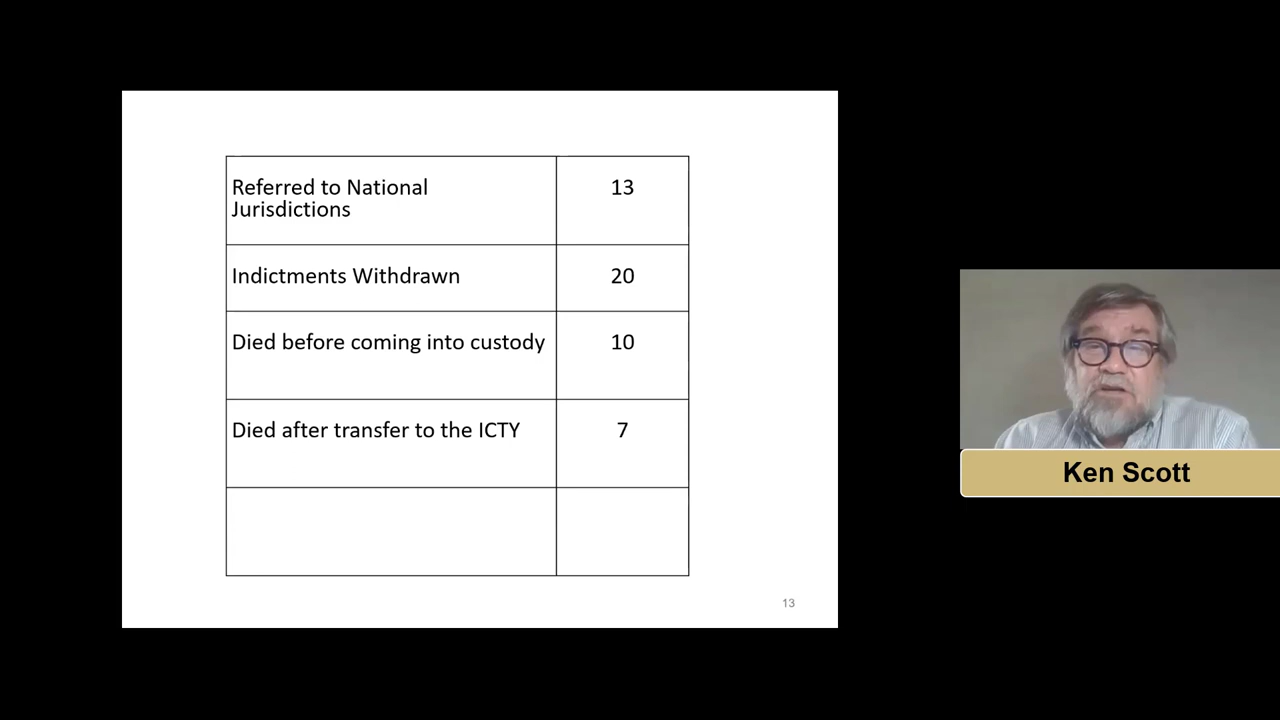 Referred to National
Jurisdictions
13
Indictments Withdrawn
20
Died before coming into custody
10
Died after transfer to the ICTY
7
13
Ken Scott